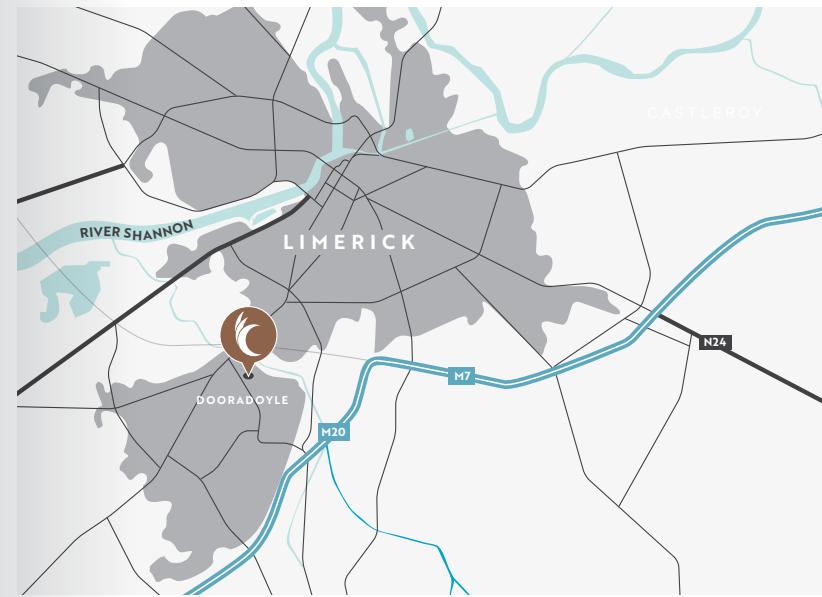 CASTLEROY
RIVER SHANNON
LIMERICK
N24
M7
DOORADOYLE
M20